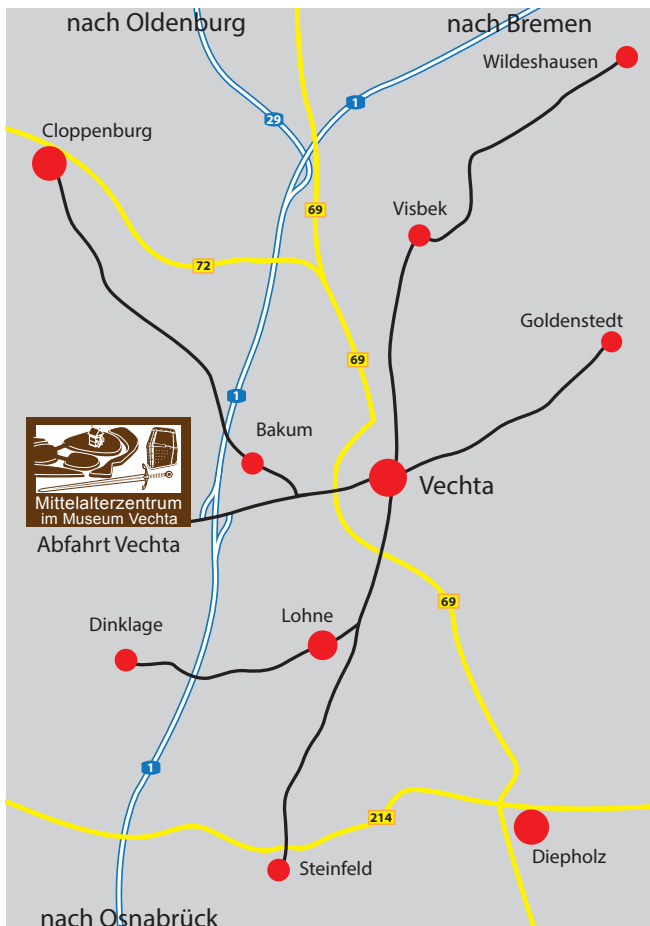 nach Oldenburg
nach Bremen
Wildeshausen
1
29
Cloppenburg
69
Visbek
72
Goldenstedt
69
1
Bakum
Mittelalterzentrum
im Museum Vechta
Vechta
Abfahrt Vechta
69
Lohne
Dinklage
1
214
Diepholz
Steinfeld
nach Osnabrück